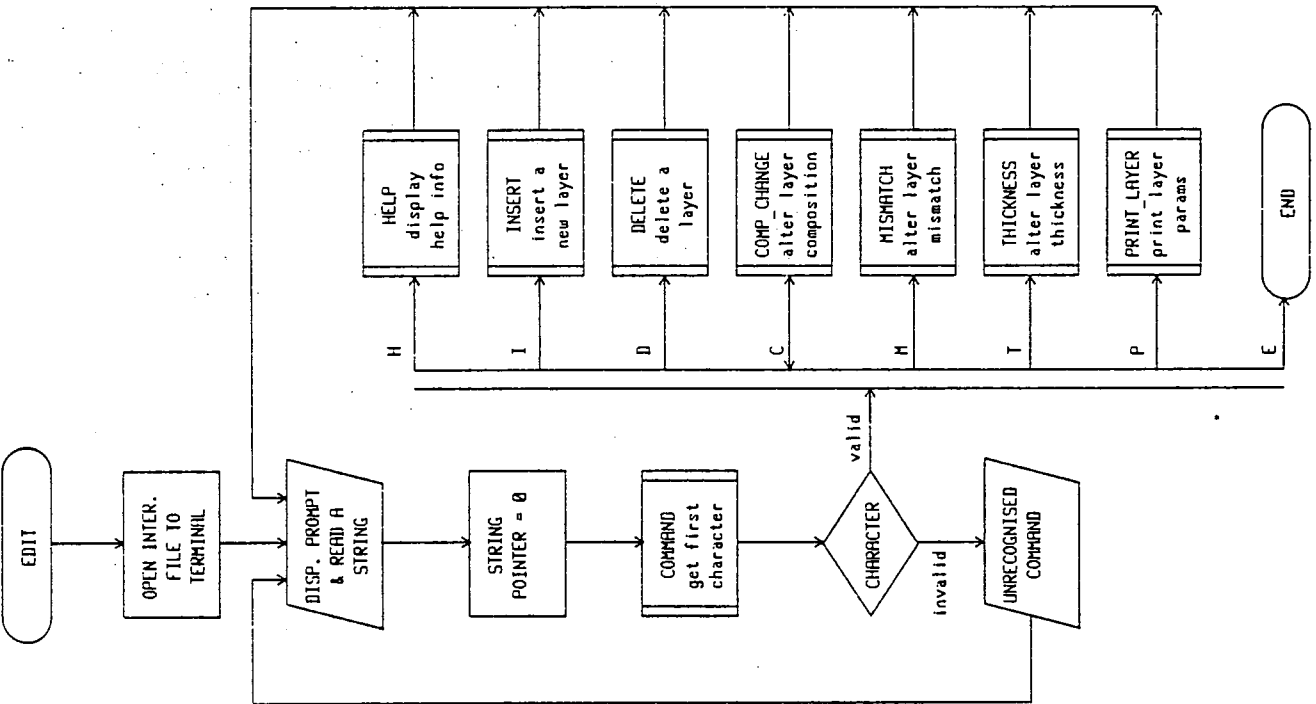 EDIT
OPEN INTER.
FILE TO
TERMINAL
DISP. PROMPT
& READ A
STRING
STRING
POINTER = 0
COMMAND
get first
character
CHARACTER
valid
invalid
UNRECOGNISED
COMMAND
H
HELP
display
help info
I
INSERT
insert a
new layer
D
DELETE
delete a
layer
C
COMP_CHANGE
alter layer
composition
M
MISMATCH
alter layer
mismatch
T
THICKNESS
alter layer
thickness
P
PRINT_LAYER
print layer
params
E
END